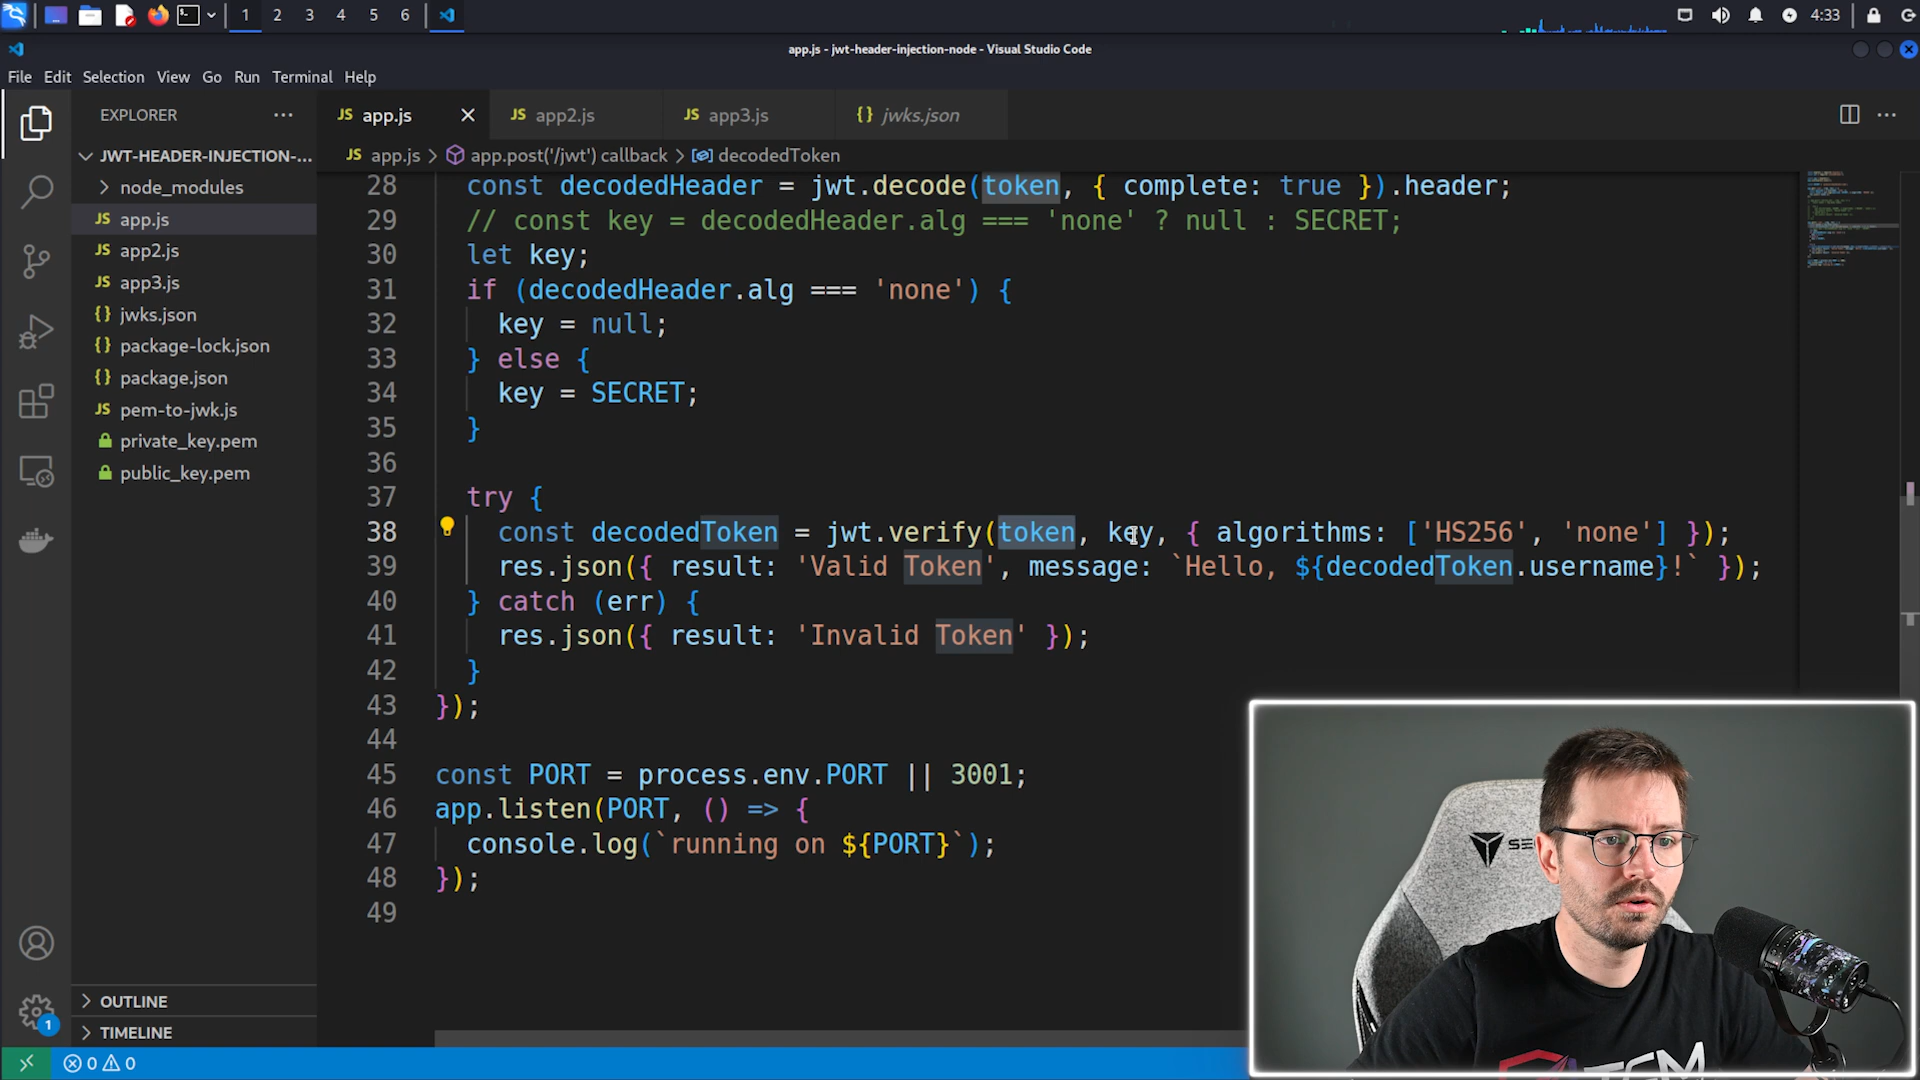 1 2 3 4 5 6 4:33
app.js - jwt-header-injection-node - Visual Studio Code
File Edit Selection View Go Run Terminal Help
EXPLORER ...
JWT-HEADER-INJECTION-...
node_modules
JS app.js
JS app2.js
JS app3.js
{} jwks.json
{} package-lock.json
{} package.json
JS pem-to-jwk.js
private_key.pem
public_key.pem
OUTLINE
TIMELINE
1
0 0
JS app.js JS app2.js JS app3.js {} jwks.json
JS app.js > app.post('/jwt') callback > decodedToken
28 const decodedHeader = jwt.decode(token, { complete: true }).header;
29 // const key = decodedHeader.alg === 'none' ? null : SECRET;
30 let key;
31 if (decodedHeader.alg === 'none') {
32 key = null;
33 } else {
34 key = SECRET;
35 }
36
37 try {
38 const decodedToken = jwt.verify(token, key, { algorithms: ['HS256', 'none'] });
39 res.json({ result: 'Valid Token', message: `Hello, ${decodedToken.username}!` });
40 } catch (err) {
41 res.json({ result: 'Invalid Token' });
42 }
43 });
44
45 const PORT = process.env.PORT || 3001;
46 app.listen(PORT, () => {
47 console.log(`running on ${PORT}`);
48 });
49